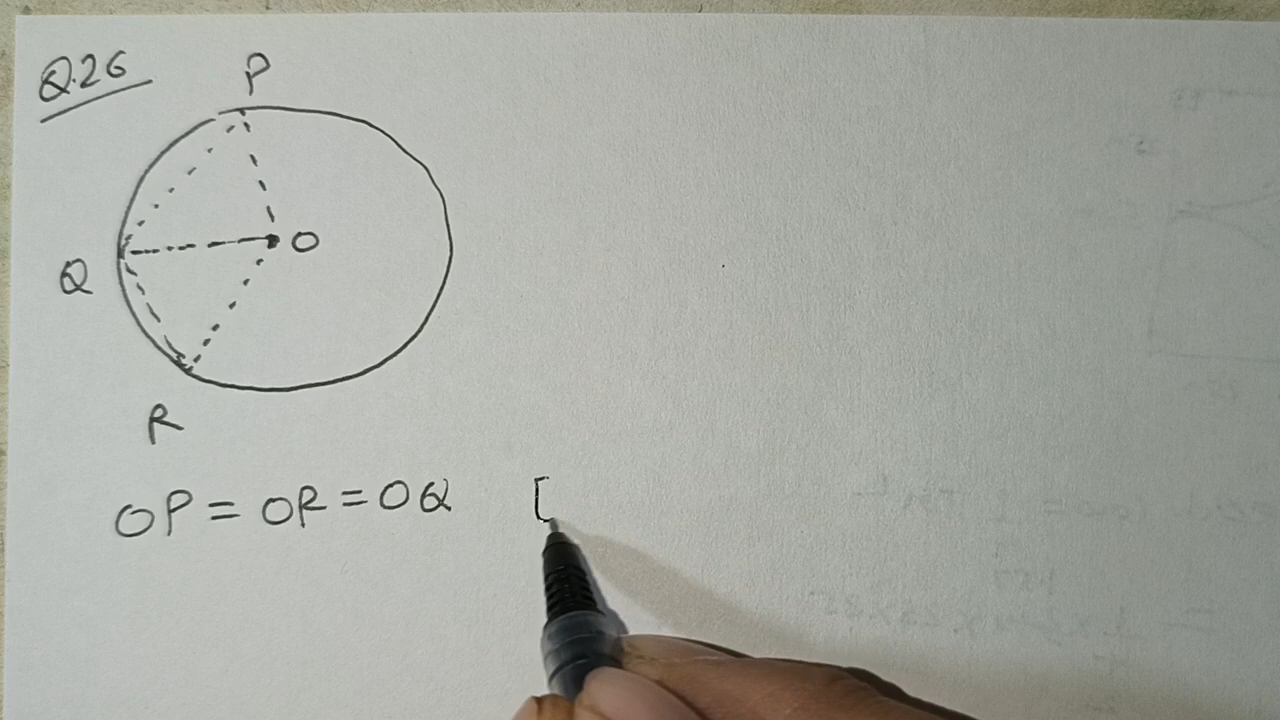 Q.26
P
O
Q
R
OP = OR = OQ [